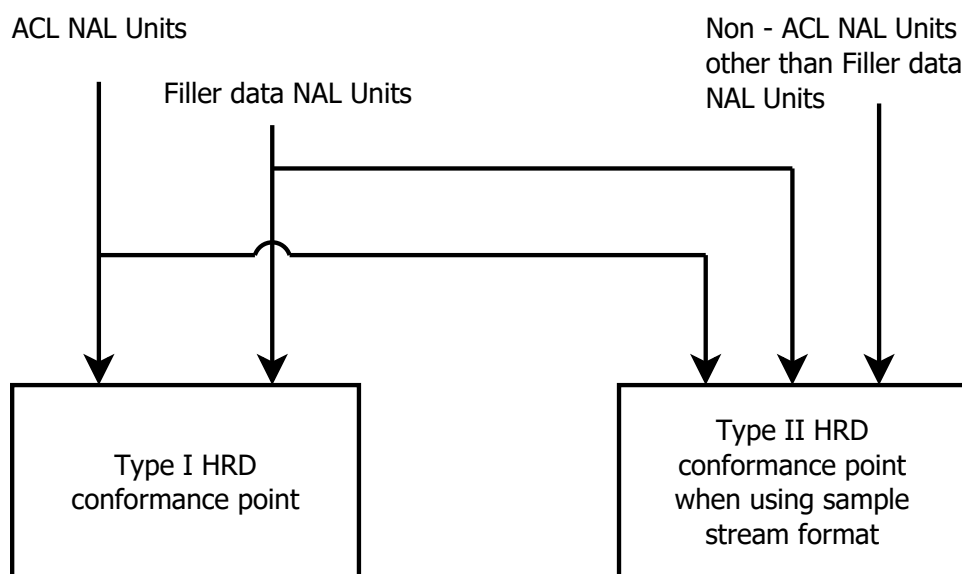 ACL NAL Units
Filler data NAL Units
Non - ACL NAL Units
other than Filler data
NAL Units
Type I HRD
conformance point
Type II HRD
conformance point
when using sample
stream format